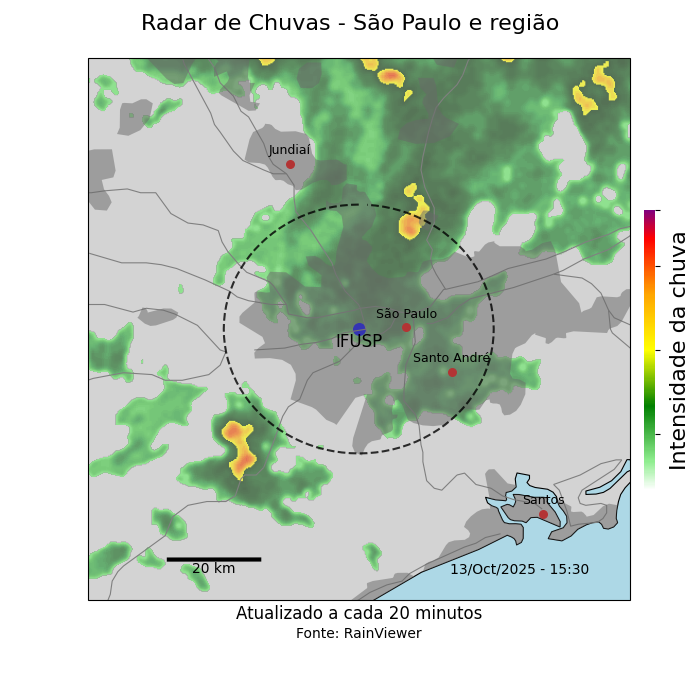 Radar de Chuvas - São Paulo e região
Jundiaí
São Paulo
IFUSP
Santo André
Santos
20 km
13/Oct/2025 - 15:30
Intensidade da chuva
Atualizado a cada 20 minutos
Fonte: RainViewer